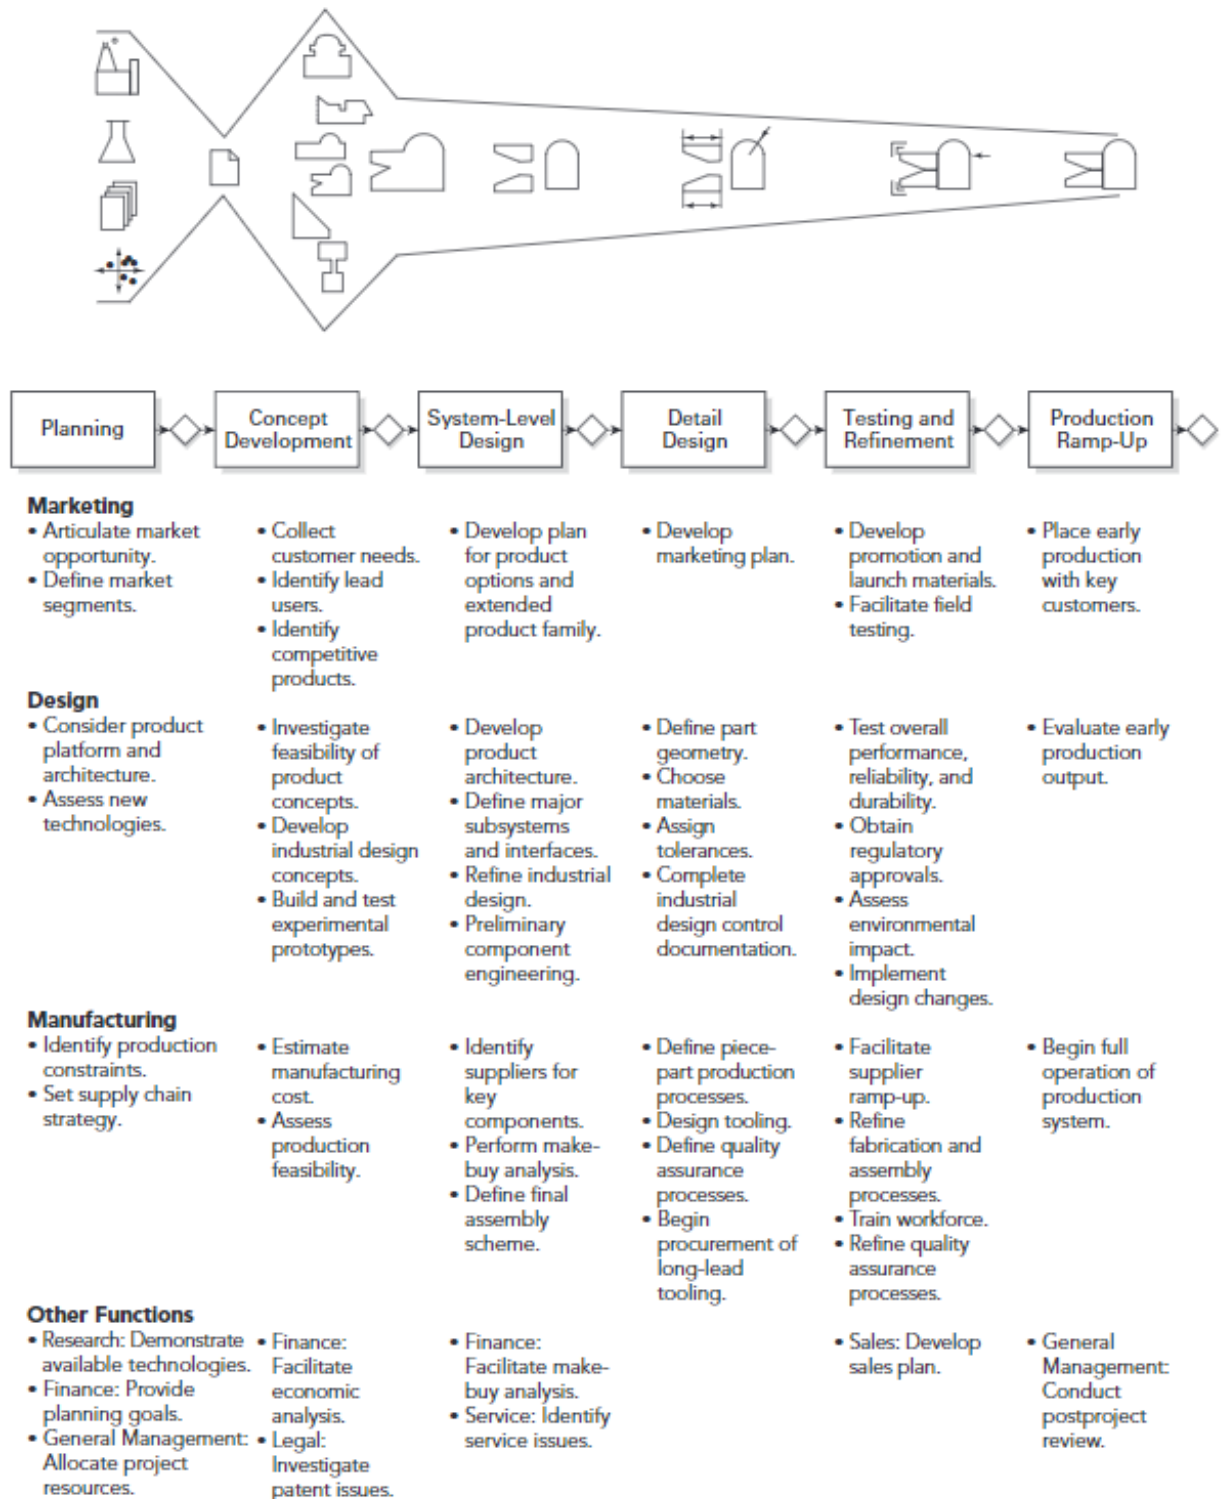 Planning
Concept
Development
System-Level
Design
Detail
Design
Testing and
Refinement
Production
Ramp-Up
Marketing
• Articulate market
opportunity.
• Define market
segments.
• Collect
customer needs.
• Identify lead
users.
• Identify
competitive
products.
• Develop plan
for product
options and
extended
product family.
• Develop
marketing plan.
• Develop
promotion and
launch materials.
• Facilitate field
testing.
• Place early
production
with key
customers.
Design
• Consider product
platform and
architecture.
• Assess new
technologies.
• Investigate
feasibility of
product
concepts.
• Develop
industrial design
concepts.
• Build and test
experimental
prototypes.
• Develop
product
architecture.
• Define major
subsystems
and interfaces.
• Refine industrial
design.
• Preliminary
component
engineering.
• Define part
geometry.
• Choose
materials.
• Assign
tolerances.
• Complete
industrial
design control
documentation.
• Test overall
performance,
reliability, and
durability.
• Obtain
regulatory
approvals.
• Assess
environmental
impact.
• Implement
design changes.
• Evaluate early
production
output.
Manufacturing
• Identify production
constraints.
• Set supply chain
strategy.
• Estimate
manufacturing
cost.
• Assess
production
feasibility.
• Identify
suppliers for
key
components.
• Perform make-
buy analysis.
• Define final
assembly
scheme.
• Define piece-
part production
processes.
• Design tooling.
• Define quality
assurance
processes.
• Begin
procurement of
long-lead
tooling.
• Facilitate
supplier
ramp-up.
• Refine
fabrication and
assembly
processes.
• Train workforce.
• Refine quality
assurance
processes.
• Begin full
operation of
production
system.
Other Functions
• Research: Demonstrate
available technologies.
• Finance: Provide
planning goals.
• General Management:
Allocate project
resources.
• Finance:
Facilitate
economic
analysis.
• Legal:
Investigate
patent issues.
• Finance:
Facilitate make-
buy analysis.
• Service: Identify
service issues.
• Sales: Develop
sales plan.
• General
Management:
Conduct
postproject
review.